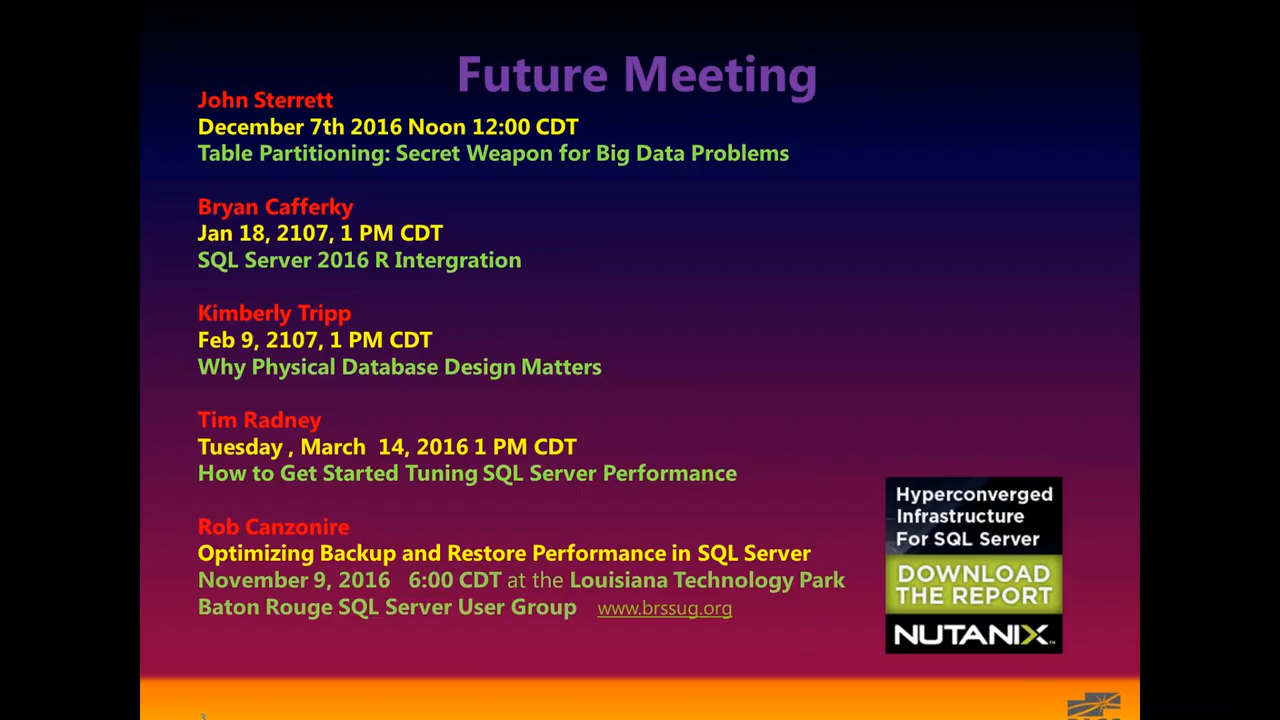 Future Meeting
John Sterrett
December 7th 2016 Noon 12:00 CDT
Table Partitioning: Secret Weapon for Big Data Problems
Bryan Cafferky
Jan 18, 2107, 1 PM CDT
SQL Server 2016 R Intergration
Kimberly Tripp
Feb 9, 2107, 1 PM CDT
Why Physical Database Design Matters
Tim Radney
Tuesday , March 14, 2016 1 PM CDT
How to Get Started Tuning SQL Server Performance
Rob Canzonire
Optimizing Backup and Restore Performance in SQL Server
November 9, 2016 6:00 CDT at the Louisiana Technology Park
Baton Rouge SQL Server User Group www.brssug.org
Hyperconverged
Infrastructure
For SQL Server
DOWNLOAD
THE REPORT
NUTANIX™
3